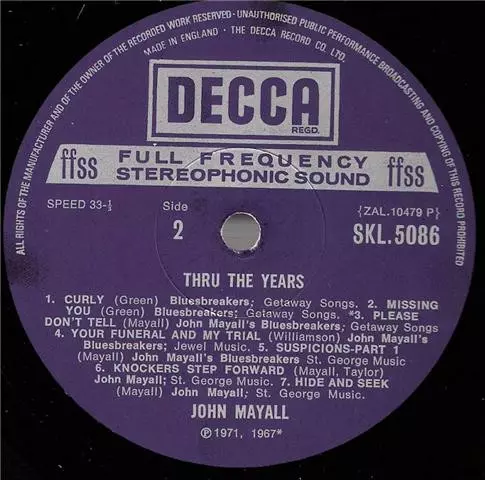 ALL RIGHTS OF THE MANUFACTURER AND OF THE OWNER OF THE RECORDED WORK RESERVED · UNAUTHORISED PUBLIC PERFORMANCE BROADCASTING AND COPYING OF THIS RECORD PROHIBITED
MADE IN ENGLAND · THE DECCA RECORD CO. LTD.
DECCA
REGD.
ffss FULL FREQUENCY ffss
STEREOPHONIC SOUND
SPEED 33-⅓ Side {ZAL.10479 P}
2 SKL.5086
THRU THE YEARS
1. CURLY (Green) Bluesbreakers; Getaway Songs. 2. MISSING
YOU (Green) Bluesbreakers; Getaway Songs. *3. PLEASE
DON'T TELL (Mayall) John Mayall's Bluesbreakers; Getaway Songs.
4. YOUR FUNERAL AND MY TRIAL (Williamson) John Mayall's
Bluesbreakers; Jewel Music. 5. SUSPICIONS-PART 1
(Mayall) John Mayall's Bluesbreakers St. George Music.
6. KNOCKERS STEP FORWARD (Mayall, Taylor)
John Mayall; St. George Music. 7. HIDE AND SEEK
(Mayall) John Mayall; St. George Music.
JOHN MAYALL
℗ 1971, 1967*